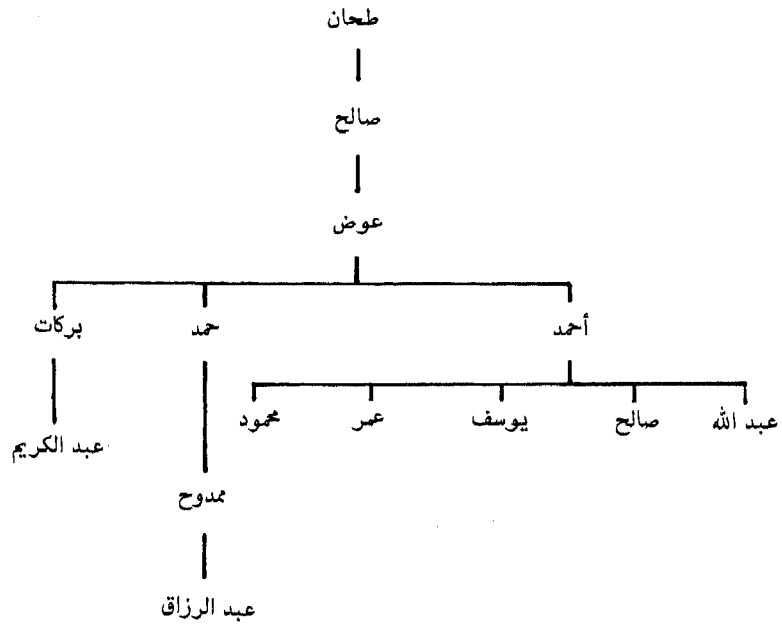 طحان
صالح
عوض
أحمد حمد بركات
عبد الله صالح يوسف عمر محمود
عبد الكريم
ممدوح
عبد الرزاق